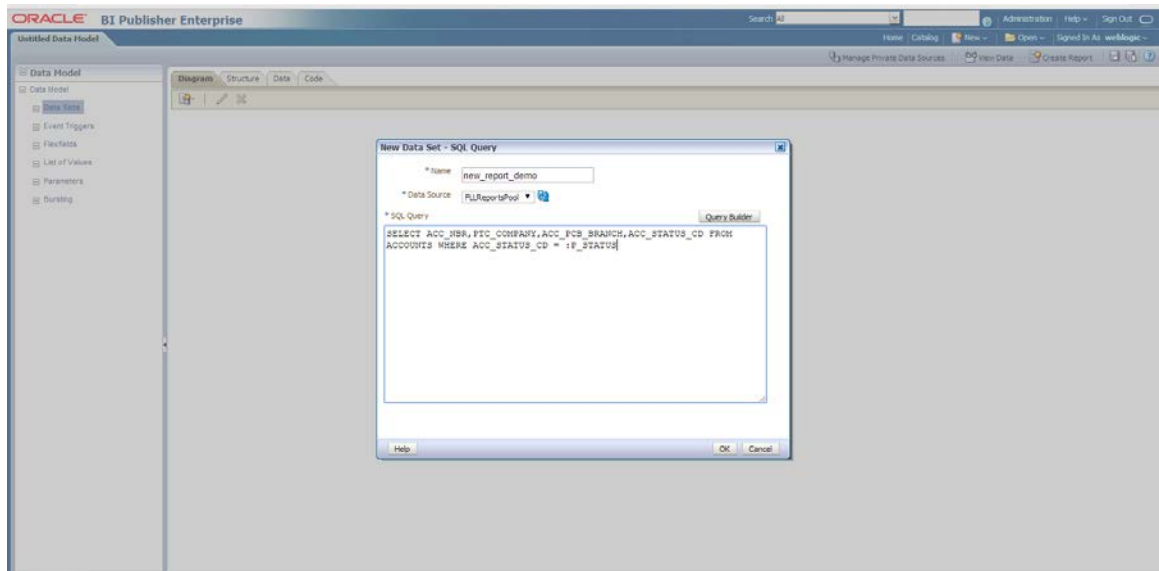 ORACLE BI Publisher Enterprise
Search All
Administration Help Sign Out
Untitled Data Model
Home Catalog New Open Signed In As weblogic
Manage Private Data Sources View Data Create Report
Data Model
Data Model
Data Sets
Event Triggers
Flexfields
List of Values
Parameters
Bursting
Diagram Structure Data Code
New Data Set - SQL Query
* Name new_report_demo
* Data Source FLLReportsPool
* SQL Query Query Builder
SELECT ACC_NBR,PTC_COMPANY,ACC_PCB_BRANCH,ACC_STATUS_CD FROM
ACCOUNTS WHERE ACC_STATUS_CD = :P_STATUS
Help OK Cancel